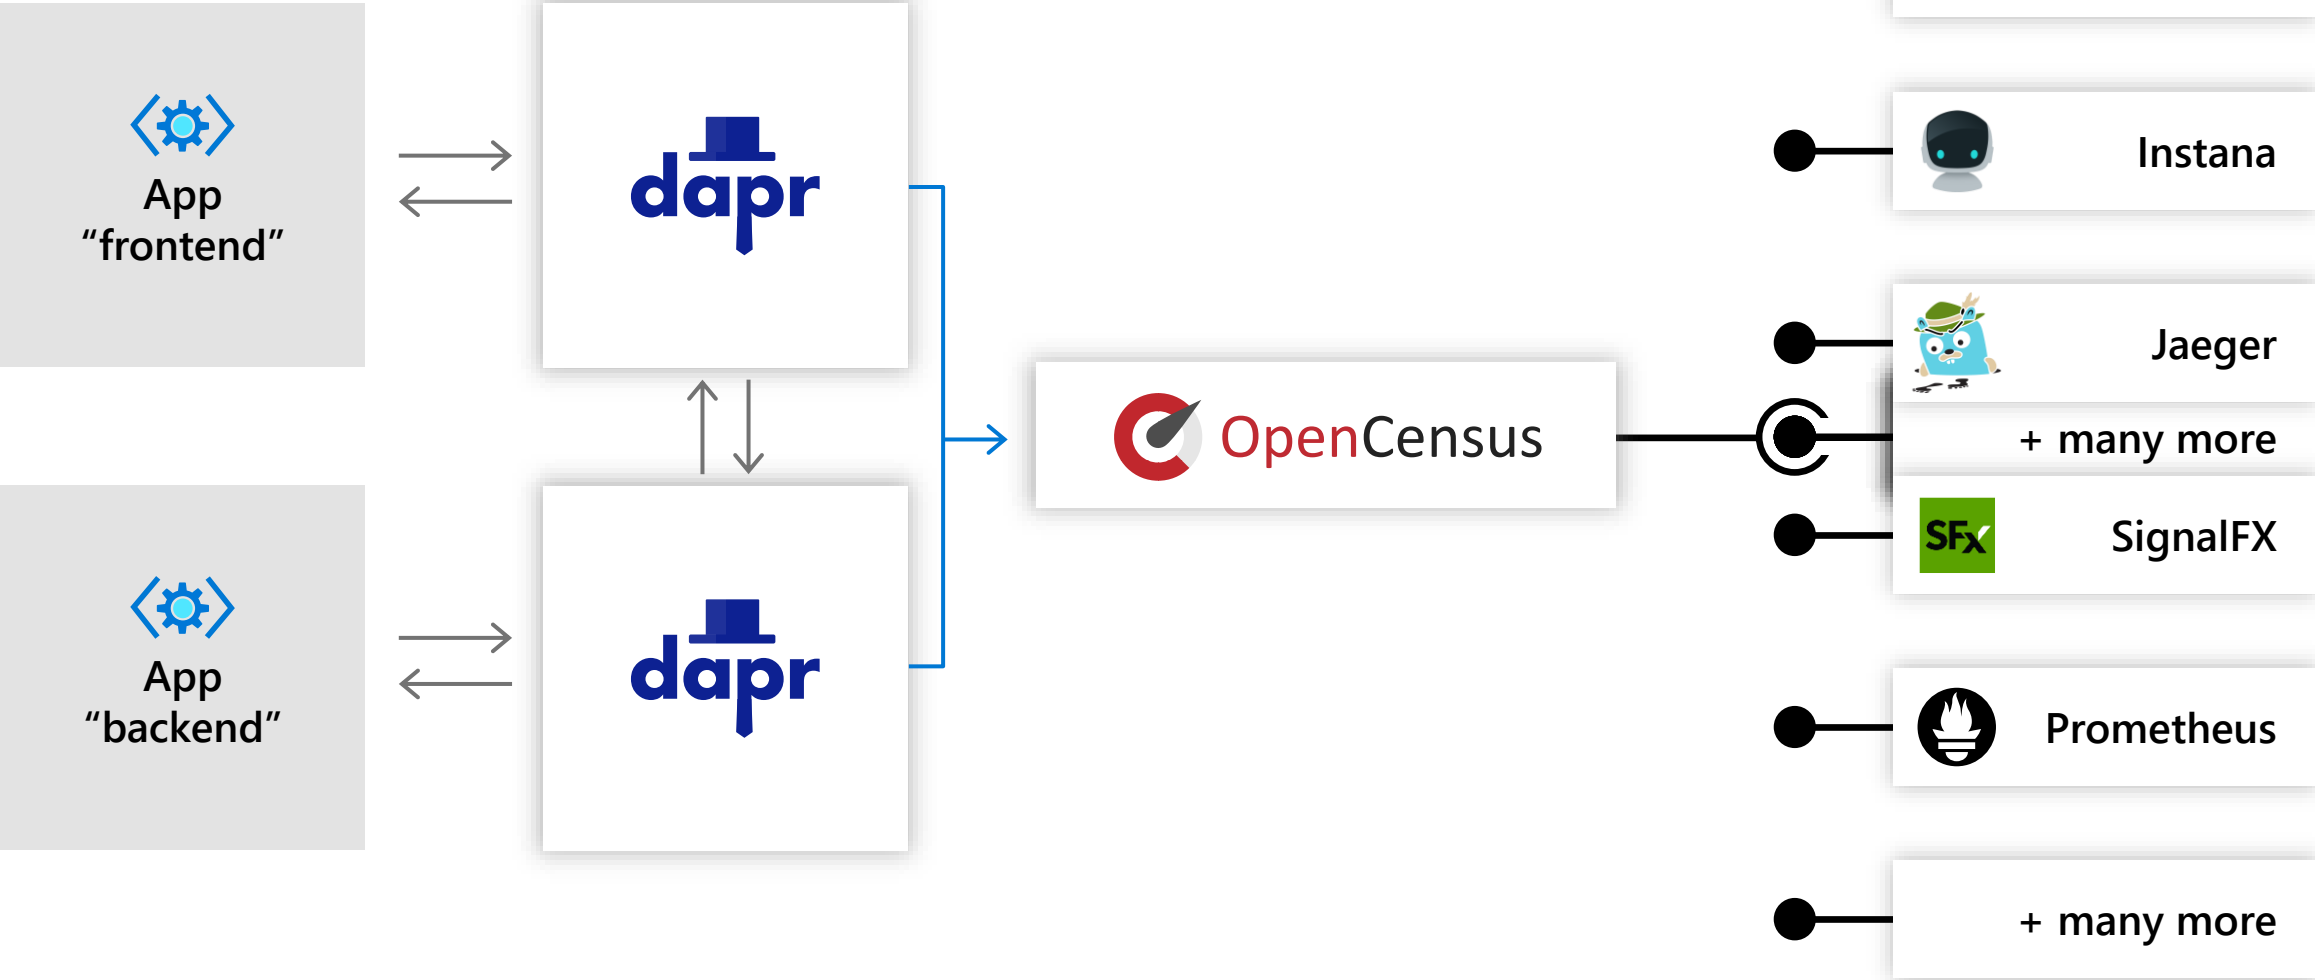 App
“frontend”
dapr
App
“backend”
dapr
OpenCensus
Instana
Jaeger
+ many more
SFx
SignalFX
Prometheus
+ many more